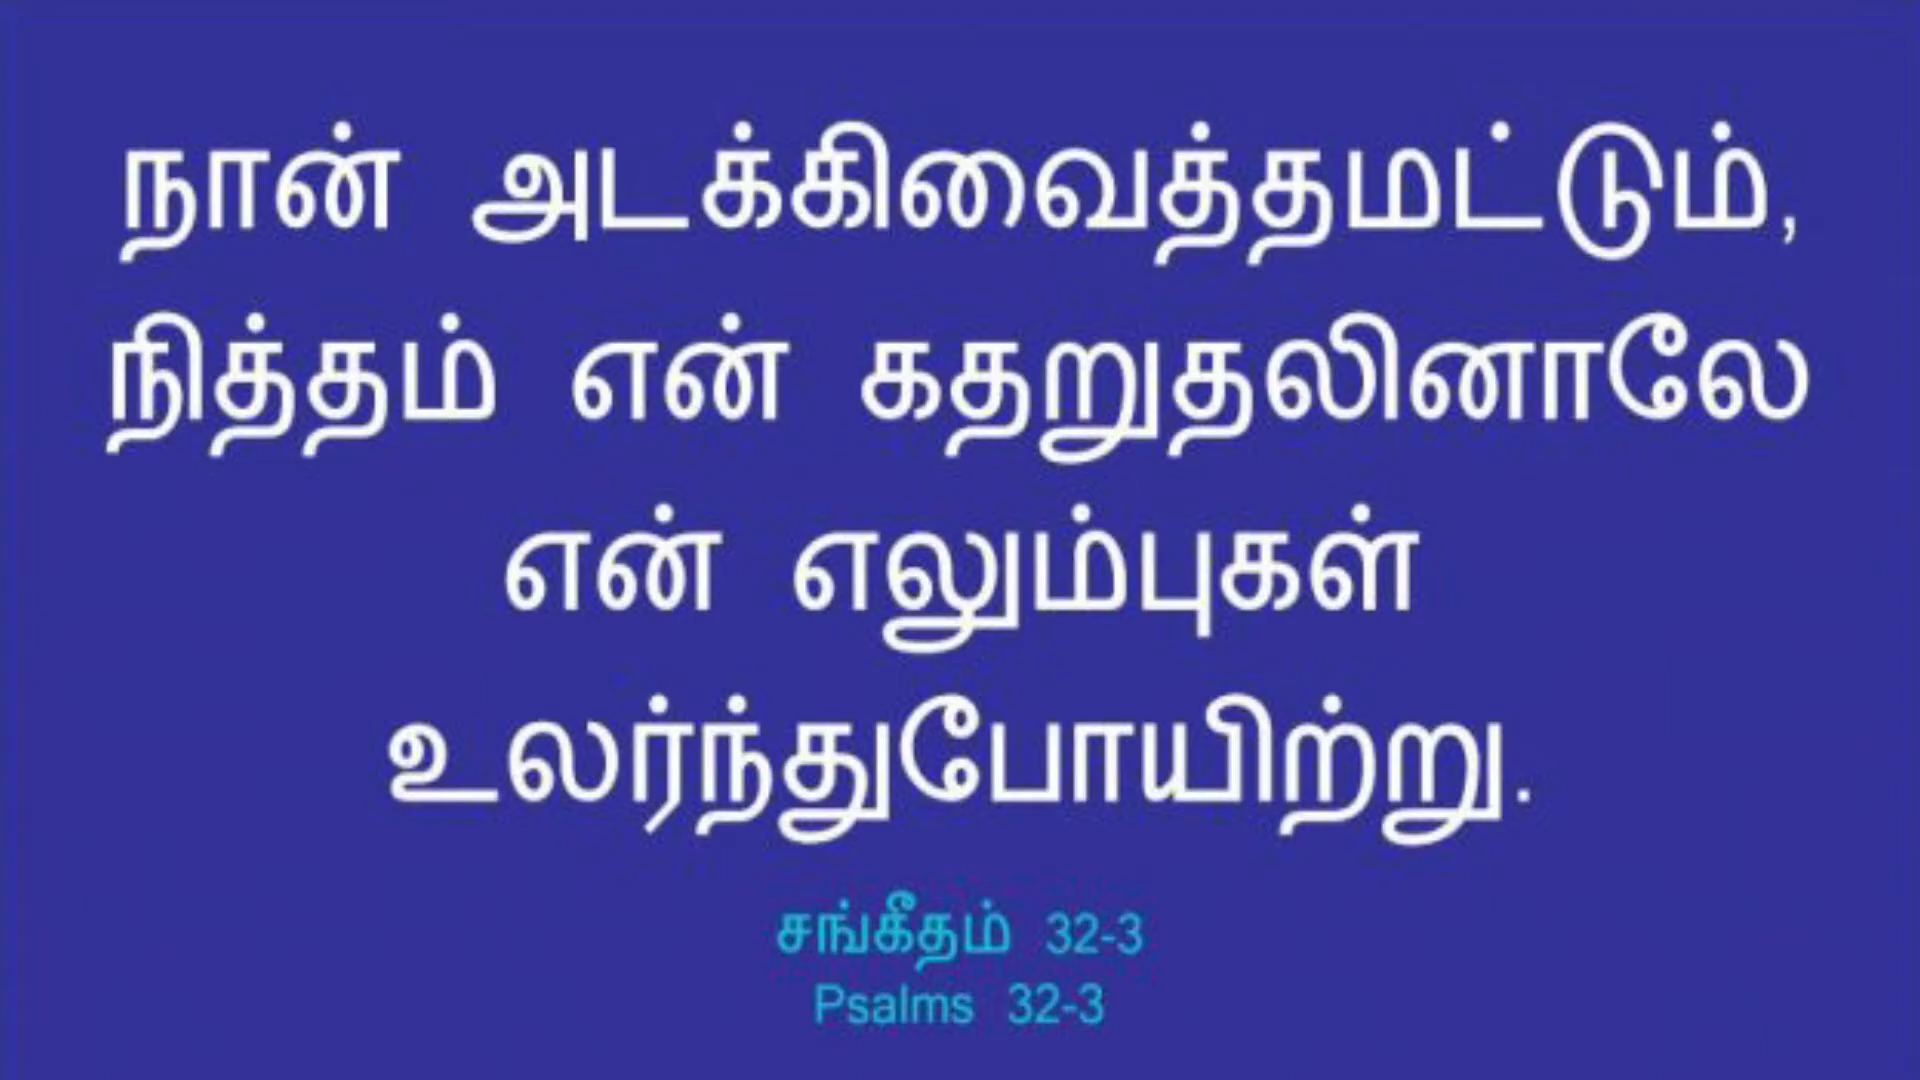 நான் அடக்கிவைத்தமட்டும்,
நித்தம் என் கதறுதலினாலே
என் எலும்புகள்
உலர்ந்துபோயிற்று.
சங்கீதம் 32-3
Psalms 32-3